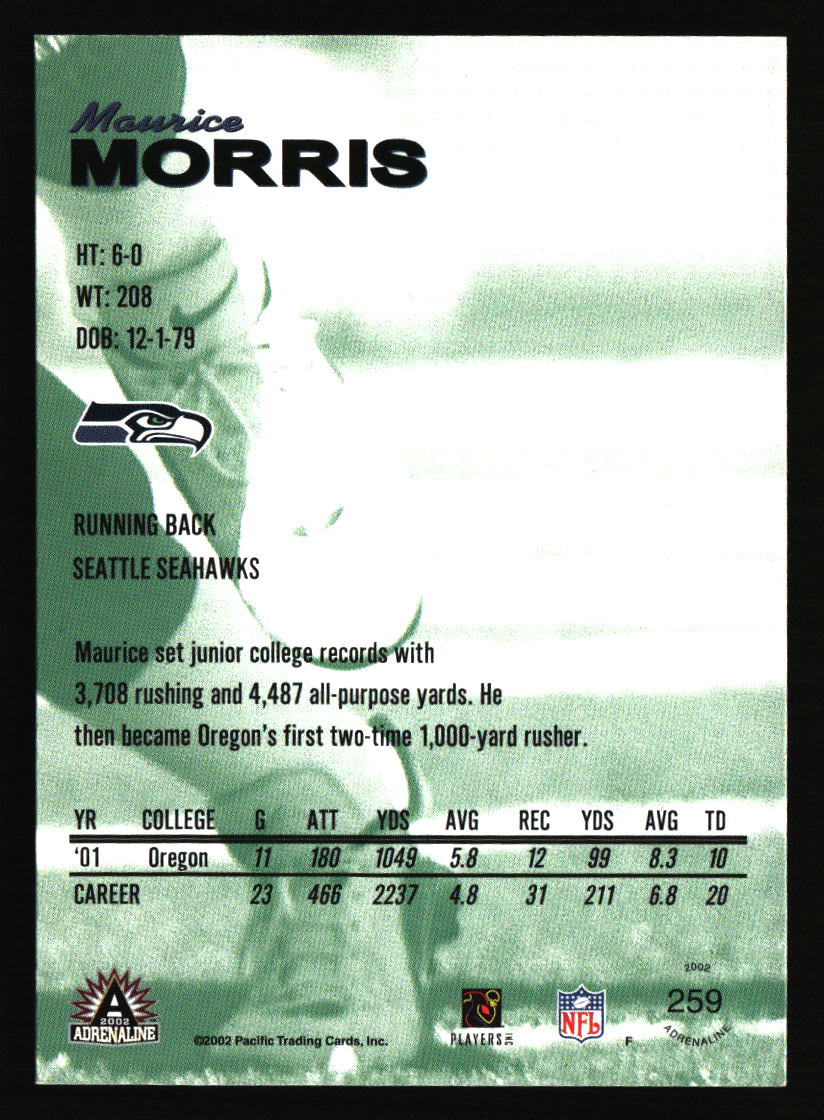 Maurice
MORRIS
HT: 6-0
WT: 208
DOB: 12-1-79
RUNNING BACK
SEATTLE SEAHAWKS
Maurice set junior college records with
3,708 rushing and 4,487 all-purpose yards. He
then became Oregon's first two-time 1,000-yard rusher.
YR COLLEGE G ATT YDS AVG REC YDS AVG TD
'01 Oregon 11 180 1049 5.8 12 99 8.3 10
CAREER 23 466 2237 4.8 31 211 6.8 20
A
2002
ADRENALINE
©2002 Pacific Trading Cards, Inc.
PLAYERS INC
NFL
F
2002
259
ADRENALINE